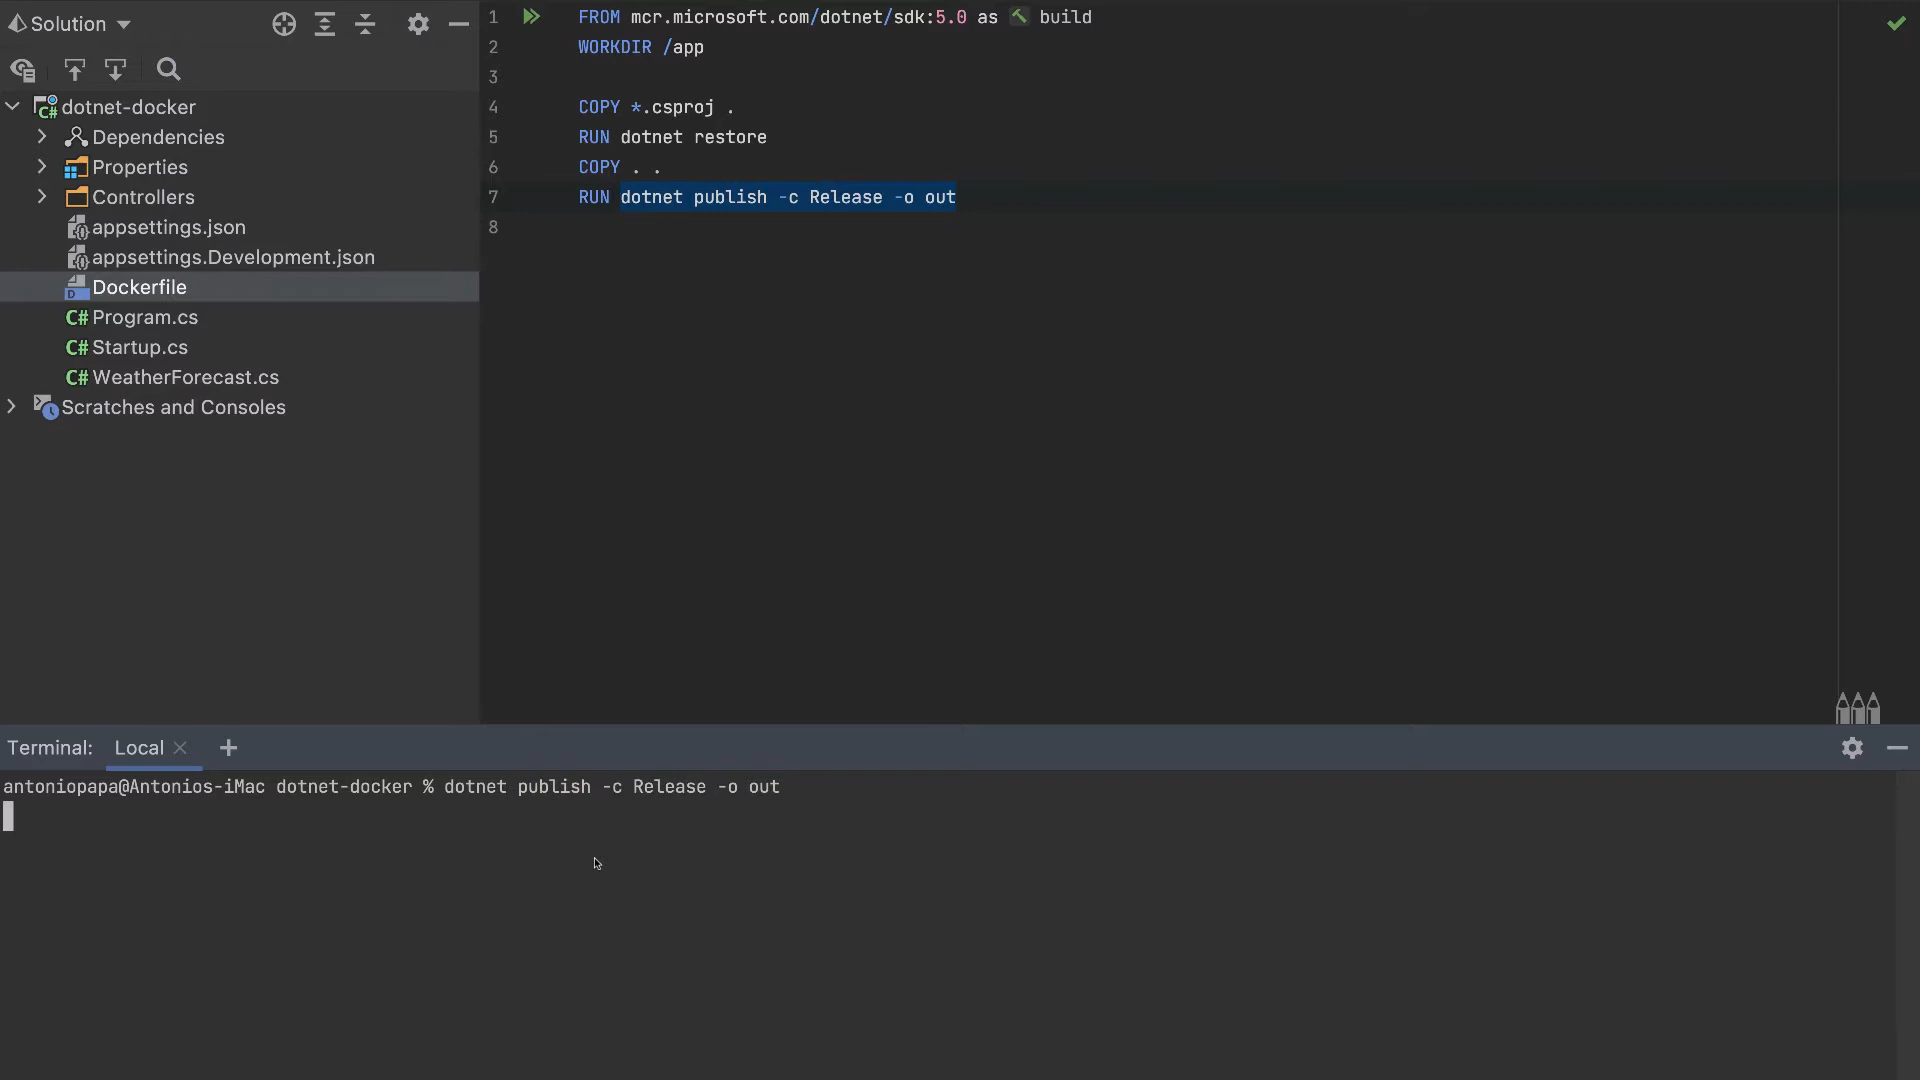 Solution
dotnet-docker
Dependencies
Properties
Controllers
appsettings.json
appsettings.Development.json
Dockerfile
C# Program.cs
C# Startup.cs
C# WeatherForecast.cs
Scratches and Consoles
1 FROM mcr.microsoft.com/dotnet/sdk:5.0 as build
2 WORKDIR /app
3
4 COPY *.csproj .
5 RUN dotnet restore
6 COPY . .
7 RUN dotnet publish -c Release -o out
8
Terminal: Local
antoniopapa@Antonios-iMac dotnet-docker % dotnet publish -c Release -o out